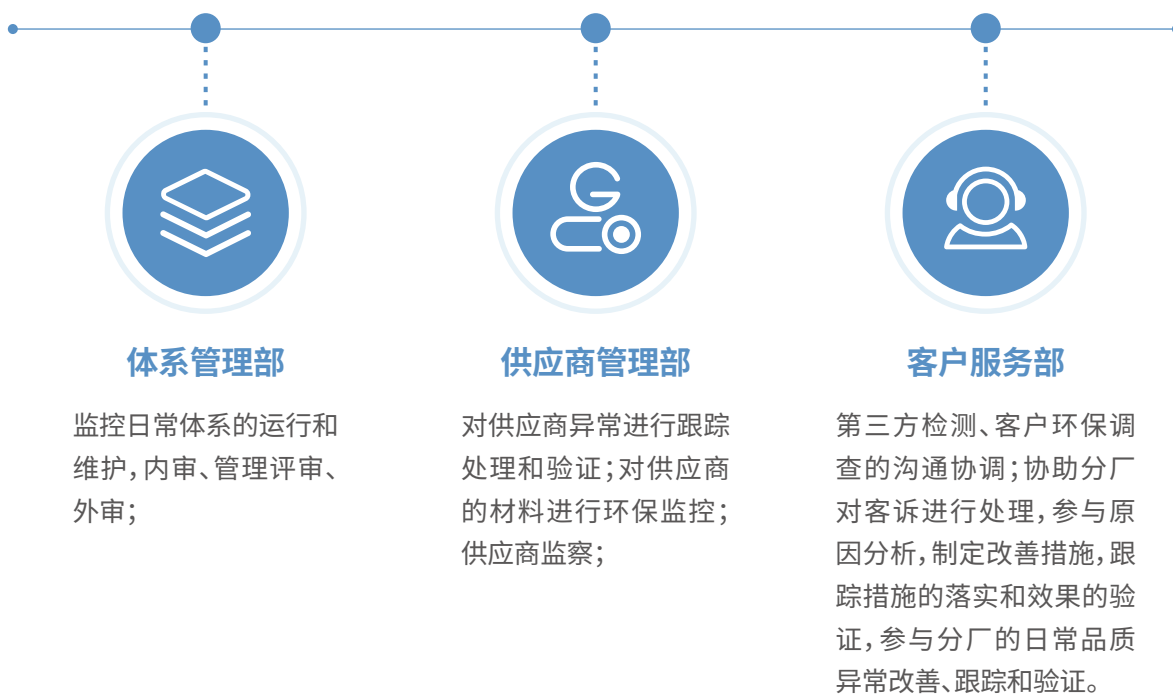 体系管理部
监控日常体系的运行和
维护,内审、管理评审、
外审;
供应商管理部
对供应商异常进行跟踪
处理和验证;对供应商
的材料进行环保监控;
供应商监察;
客户服务部
第三方检测、客户环保调
查的沟通协调;协助分厂
对客诉进行处理,参与原
因分析,制定改善措施,跟
踪措施的落实和效果的验
证,参与分厂的日常品质
异常改善、跟踪和验证。